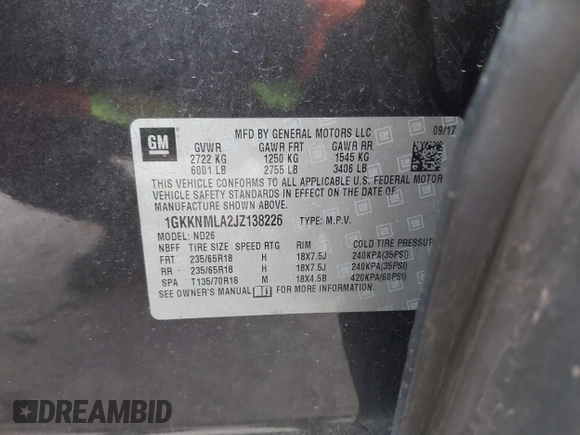 GM
MFD BY GENERAL MOTORS LLC 09/17
GVWR GAWR FRT GAWR RR
2722 KG 1250 KG 1545 KG
6001 LB 2755 LB 3406 LB
THIS VEHICLE CONFORMS TO ALL APPLICABLE U.S. FEDERAL MOTOR
VEHICLE SAFETY STANDARDS IN EFFECT ON THE DATE OF
MANUFACTURE SHOWN ABOVE.
1GKKNMLA2JZ138226 TYPE: M.P.V.
MODEL: ND26
NBFF TIRE SIZE SPEED RTG RIM COLD TIRE PRESSUR
FRT 235/65R18 H 18X7.5J 240KPA(35PSI)
RR 235/65R18 H 18X7.5J 240KPA(35PSI)
SPA T135/70R18 M 18X4.5B 420KPA(60PSI)
SEE OWNER'S MANUAL FOR MORE INFORMATION.
DREAMBID